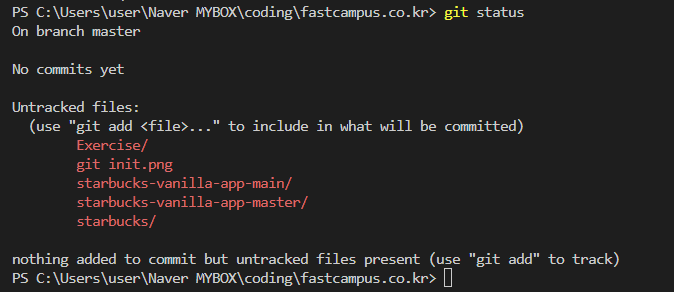 PS C:\Users\user\Naver MYBOX\coding\fastcampus.co.kr> git status
On branch master
No commits yet
Untracked files:
(use "git add <file>..." to include in what will be committed)
Exercise/
git init.png
starbucks-vanilla-app-main/
starbucks-vanilla-app-master/
starbucks/
nothing added to commit but untracked files present (use "git add" to track)
PS C:\Users\user\Naver MYBOX\coding\fastcampus.co.kr>